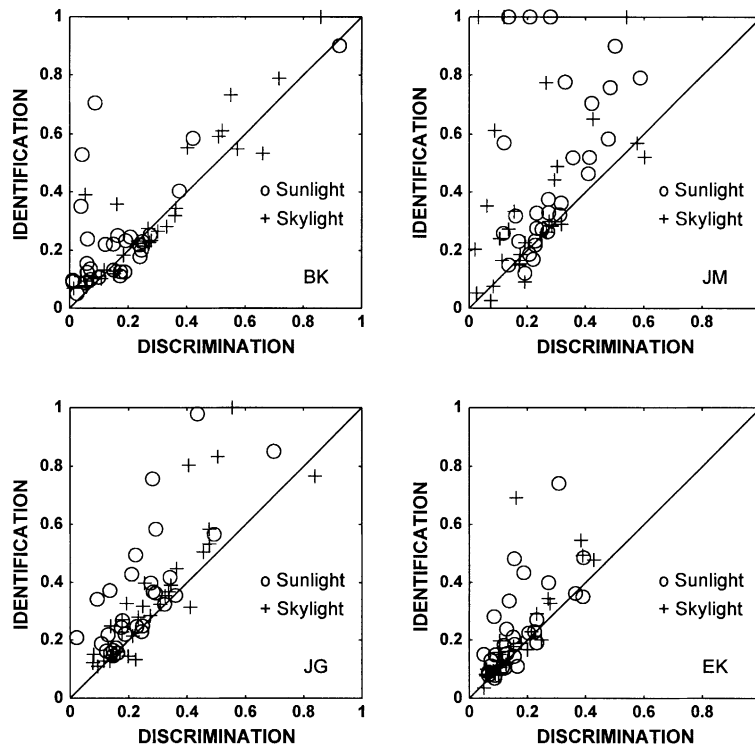 IDENTIFICATION
1
0.8
0.6
0.4
0.2
0
o Sunlight
+ Skylight
BK
0 0.2 0.4 0.6 0.8 1
DISCRIMINATION
IDENTIFICATION
1
0.8
0.6
0.4
0.2
0
o Sunlight
+ Skylight
JM
0 0.2 0.4 0.6 0.8
DISCRIMINATION
IDENTIFICATION
1
0.8
0.6
0.4
0.2
0
o Sunlight
+ Skylight
JG
0 0.2 0.4 0.6 0.8 1
DISCRIMINATION
IDENTIFICATION
1
0.8
0.6
0.4
0.2
0
o Sunlight
+ Skylight
EK
0 0.2 0.4 0.6 0.8
DISCRIMINATION